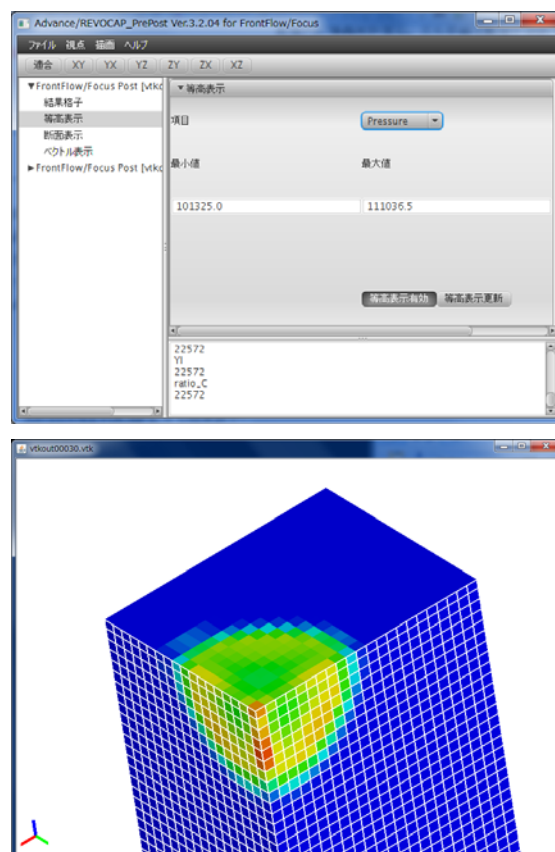 Advance/REVOCAP_PrePost Ver.3.2.04 for FrontFlow/Focus
ファイル 視点 描画 ヘルプ
適合 XY YX YZ ZY ZX XZ
▼FrontFlow/Focus Post [vtkc
結果格子
等高表示
断面表示
ベクトル表示
▶FrontFlow/Focus Post [vtkc
▼等高表示
項目
Pressure
最小値 最大値
101325.0 111036.5
等高表示有効 等高表示更新
22572
YI
22572
ratio_C
22572
vtkout00030.vtk